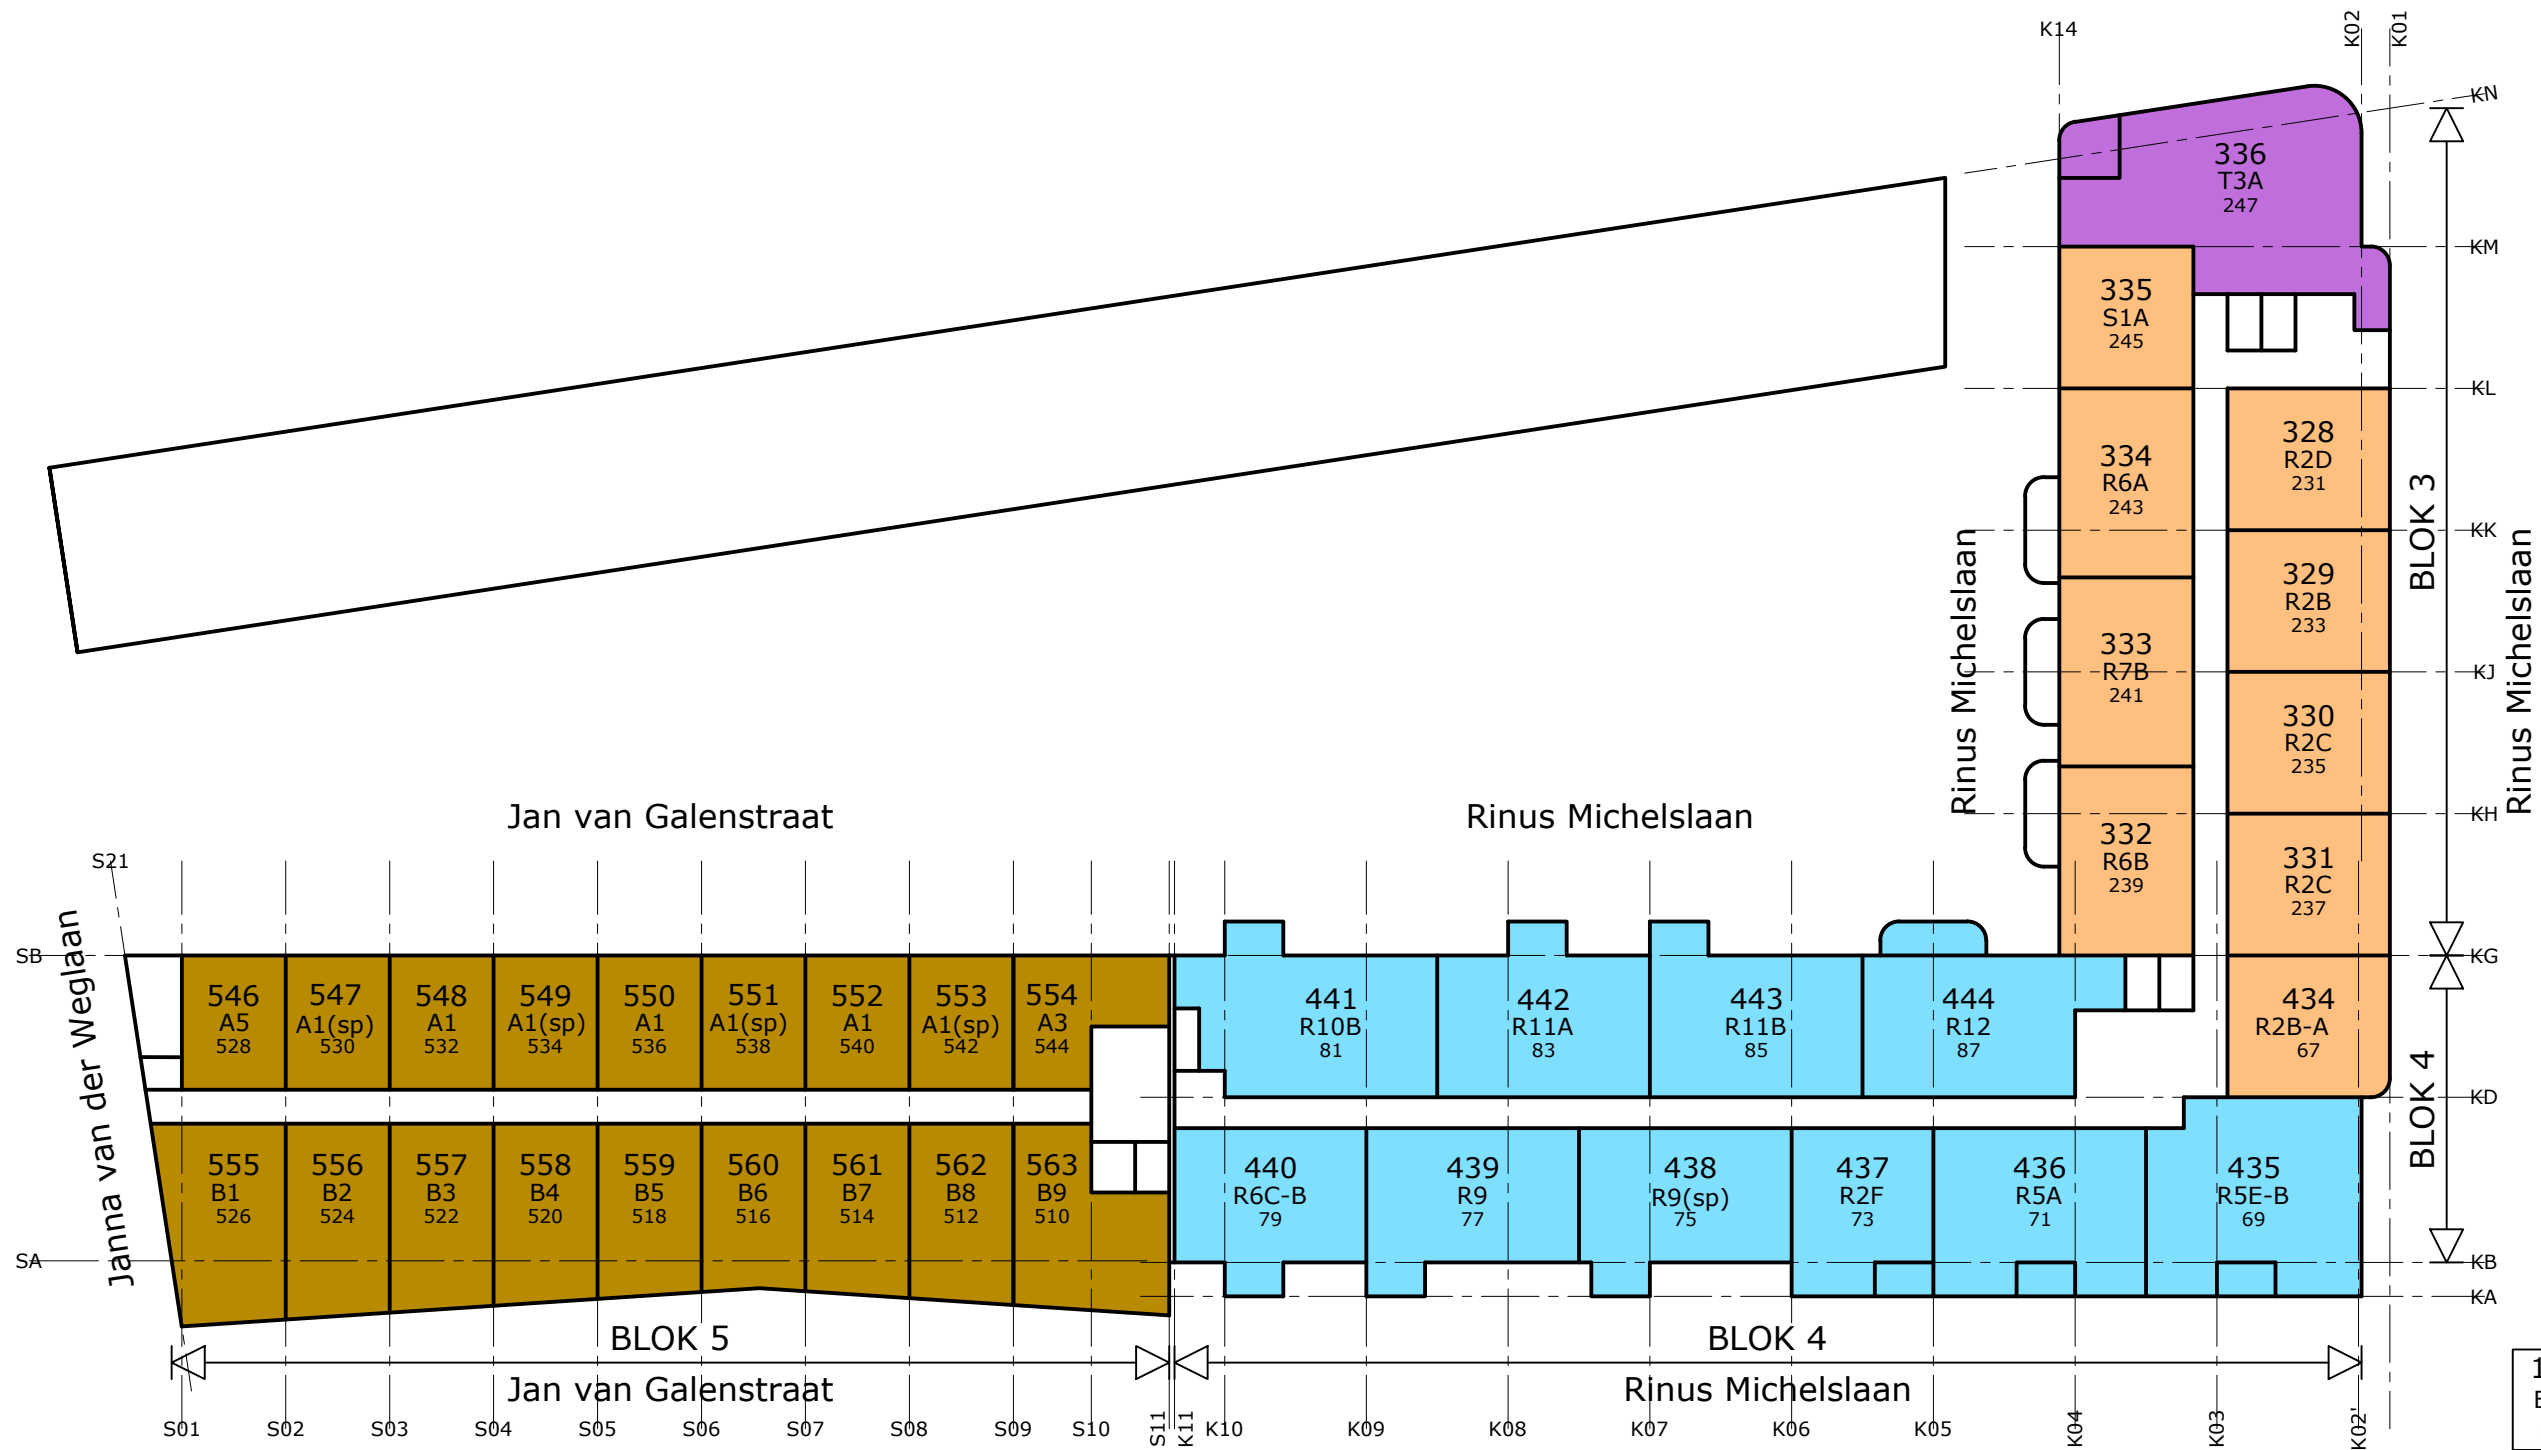 K14
K02
K01
KN
336
T3A
247
KM
335
S1A
245
KL
334
R6A
243
328
R2D
231
BLOK 3
KK
Rinus Michelslaan
Rinus Michelslaan
329
R2B
233
333
R7B
241
KJ
330
R2C
235
Jan van Galenstraat
Rinus Michelslaan
KH
332
R6B
239
331
R2C
237
S21
Janna van der Weglaan
SB
KG
546
A5
528
547
A1(sp)
530
548
A1
532
549
A1(sp)
534
550
A1
536
551
A1(sp)
538
552
A1
540
553
A1(sp)
542
554
A3
544
441
R10B
81
442
R11A
83
443
R11B
85
444
R12
87
434
R2B-A
67
BLOK 4
KD
555
B1
526
556
B2
524
557
B3
522
558
B4
520
559
B5
518
560
B6
516
561
B7
514
562
B8
512
563
B9
510
440
R6C-B
79
439
R9
77
438
R9(sp)
75
437
R2F
73
436
R5A
71
435
R5E-B
69
SA
KB
KA
BLOK 5
BLOK 4
Jan van Galenstraat
Rinus Michelslaan
S01
S02
S03
S04
S05
S06
S07
S08
S09
S10
S11
K11
K10
K09
K08
K07
K06
K05
K04
K03
K02'